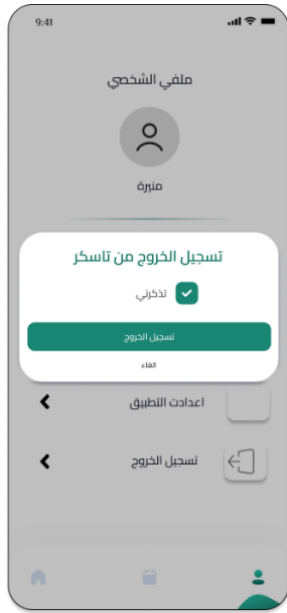 9:41
ملفي الشخصي
منيرة
تسجيل الخروج من تاسكر
تذكرني
تسجيل الخروج
الغاء
اعدادت التطبيق
تسجيل الخروج